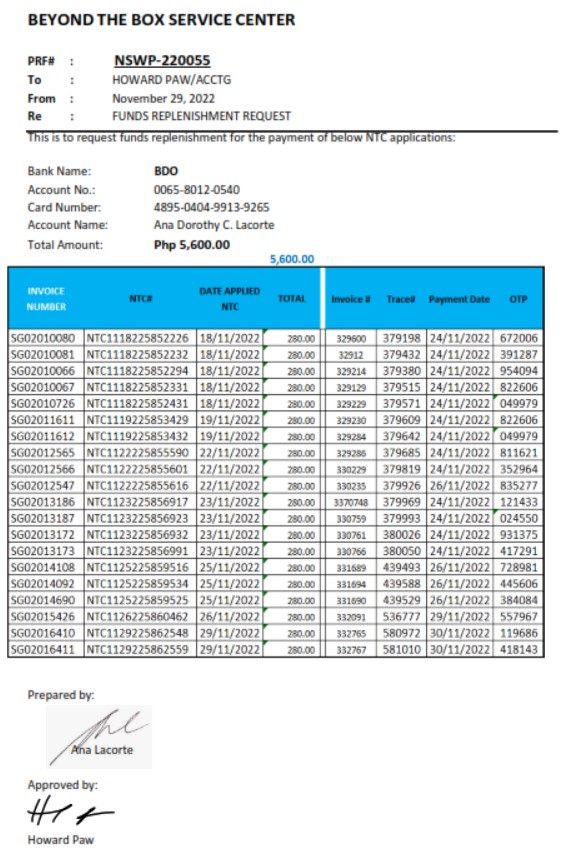 BEYOND THE BOX SERVICE CENTER
PRF# : NSWP-220055
To : HOWARD PAW/ACCTG
From : November 29, 2022
Re : FUNDS REPLENISHMENT REQUEST
This is to request funds replenishment for the payment of below NTC applications:
Bank Name: BDO
Account No.: 0065-8012-0540
Card Number: 4895-0404-9913-9265
Account Name: Ana Dorothy C. Lacorte
Total Amount: Php 5,600.00
5,600.00
INVOICE NUMBER NTC# DATE APPLIED NTC TOTAL Invoice # Trace# Payment Date OTP
SG02010080 NTC1118225852226 18/11/2022 280.00 329600 379198 24/11/2022 672006
SG02010081 NTC1118225852232 18/11/2022 280.00 32912 379432 24/11/2022 391287
SG02010066 NTC1118225852294 18/11/2022 280.00 329214 379380 24/11/2022 954094
SG02010067 NTC1118225852331 18/11/2022 280.00 329129 379515 24/11/2022 822606
SG02010726 NTC1118225852431 18/11/2022 280.00 329229 379571 24/11/2022 049979
SG02011611 NTC1119225853429 19/11/2022 280.00 329230 379609 24/11/2022 822606
SG02011612 NTC1119225853432 19/11/2022 280.00 329284 379642 24/11/2022 049979
SG02012565 NTC1122225855590 22/11/2022 280.00 329286 379685 24/11/2022 811621
SG02012566 NTC1122225855601 22/11/2022 280.00 330229 379819 24/11/2022 352964
SG02012547 NTC1122225855616 22/11/2022 280.00 330235 379926 26/11/2022 835277
SG02013186 NTC1123225856917 23/11/2022 280.00 3370748 379969 24/11/2022 121433
SG02013187 NTC1123225856923 23/11/2022 280.00 330759 379993 24/11/2022 024550
SG02013172 NTC1123225856932 23/11/2022 280.00 330761 380026 24/11/2022 931375
SG02013173 NTC1123225856991 23/11/2022 280.00 330766 380050 24/11/2022 417291
SG02014108 NTC1125225859516 25/11/2022 280.00 331689 439493 26/11/2022 728981
SG02014092 NTC1125225859534 25/11/2022 280.00 331694 439588 26/11/2022 445606
SG02014690 NTC1125225859525 25/11/2022 280.00 331690 439529 26/11/2022 384084
SG02015426 NTC1126225860462 26/11/2022 280.00 332091 536777 29/11/2022 557967
SG02016410 NTC1129225862548 29/11/2022 280.00 332765 580972 30/11/2022 119686
SG02016411 NTC1129225862559 29/11/2022 280.00 332767 581010 30/11/2022 418143
Prepared by:
Ana Lacorte
Approved by:
Howard Paw